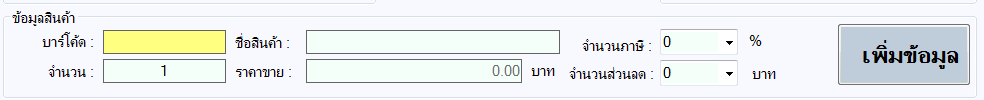 ข้อมูลสินค้า
บาร์โค้ด : ชื่อสินค้า : จำนวนภาษี : 0 %
จำนวน : 1 ราคาขาย : 0.00 บาท จำนวนส่วนลด : 0 บาท
เพิ่มข้อมูล